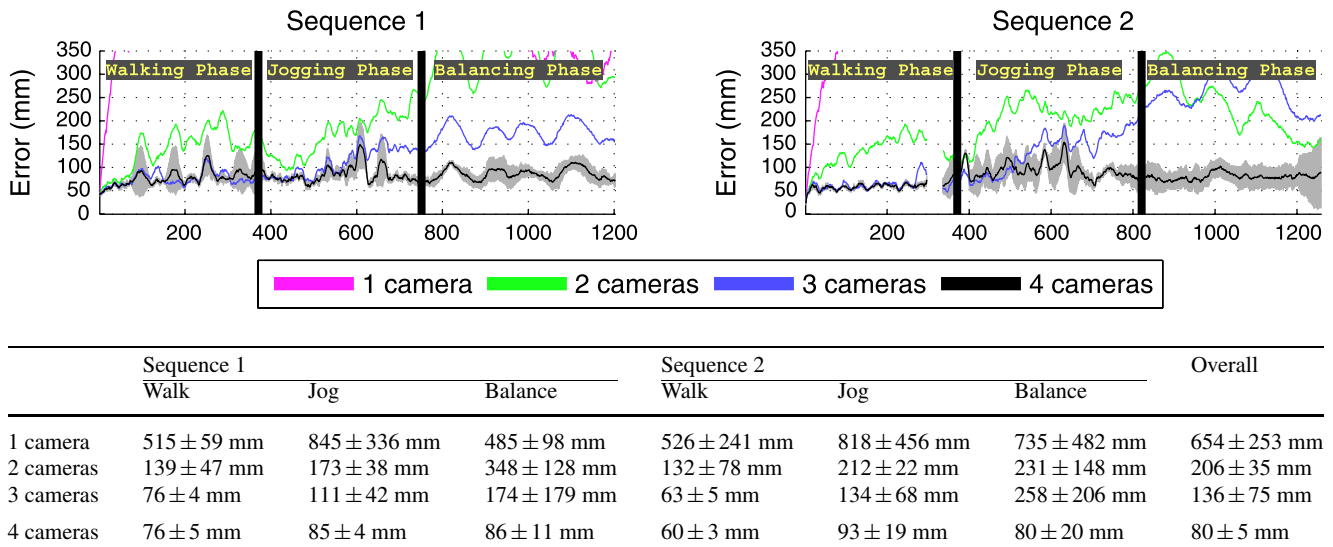 Sequence 1
Sequence 2
Error (mm)
350
300
250
200
150
100
50
0
Walking Phase
Jogging Phase
Balancing Phase
200 400 600 800 1000 1200
Error (mm)
350
300
250
200
150
100
50
0
Walking Phase
Jogging Phase
Balancing Phase
200 400 600 800 1000 1200
1 camera 2 cameras 3 cameras 4 cameras
Sequence 1 Sequence 2 Overall
Walk Jog Balance Walk Jog Balance
1 camera 515 ± 59 mm 845 ± 336 mm 485 ± 98 mm 526 ± 241 mm 818 ± 456 mm 735 ± 482 mm 654 ± 253 mm
2 cameras 139 ± 47 mm 173 ± 38 mm 348 ± 128 mm 132 ± 78 mm 212 ± 22 mm 231 ± 148 mm 206 ± 35 mm
3 cameras 76 ± 4 mm 111 ± 42 mm 174 ± 179 mm 63 ± 5 mm 134 ± 68 mm 258 ± 206 mm 136 ± 75 mm
4 cameras 76 ± 5 mm 85 ± 4 mm 86 ± 11 mm 60 ± 3 mm 93 ± 19 mm 80 ± 20 mm 80 ± 5 mm